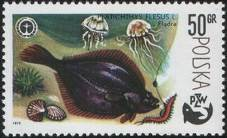 PLATICHTHYS FLESUS L.
Flądra
50 GR
POLSKA
PZW
1979